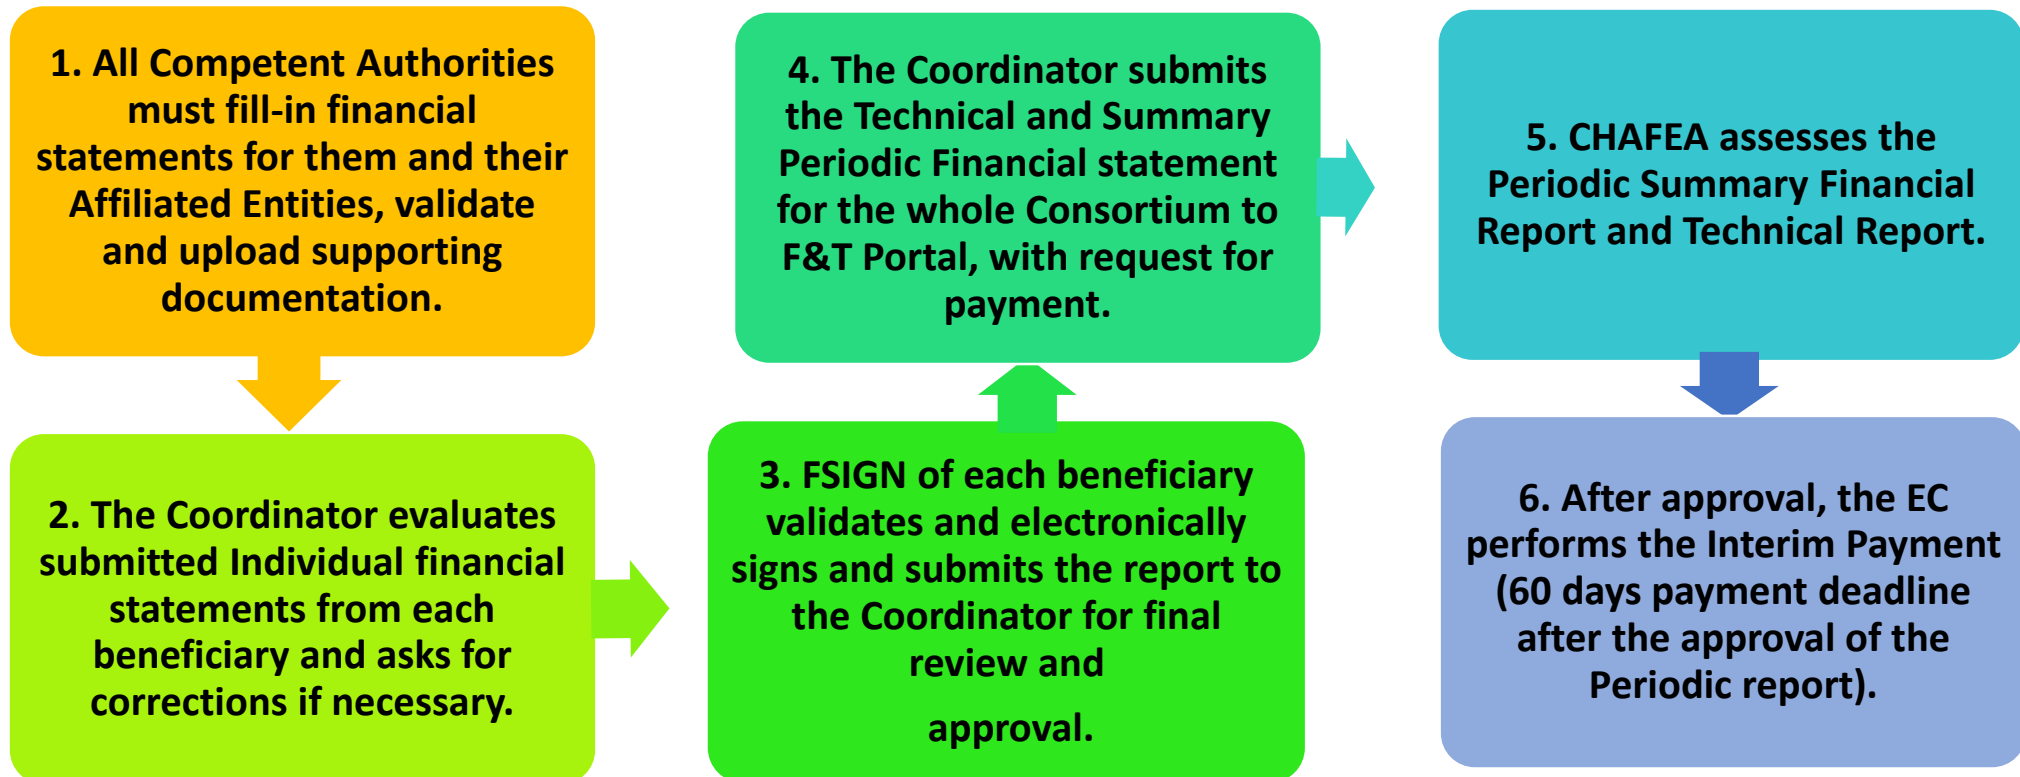 1. All Competent Authorities
must fill-in financial
statements for them and their
Affiliated Entities, validate
and upload supporting
documentation.
2. The Coordinator evaluates
submitted Individual financial
statements from each
beneficiary and asks for
corrections if necessary.
3. FSIGN of each beneficiary
validates and electronically
signs and submits the report to
the Coordinator for final
review and
approval.
4. The Coordinator submits
the Technical and Summary
Periodic Financial statement
for the whole Consortium to
F&T Portal, with request for
payment.
5. CHAFEA assesses the
Periodic Summary Financial
Report and Technical Report.
6. After approval, the EC
performs the Interim Payment
(60 days payment deadline
after the approval of the
Periodic report).